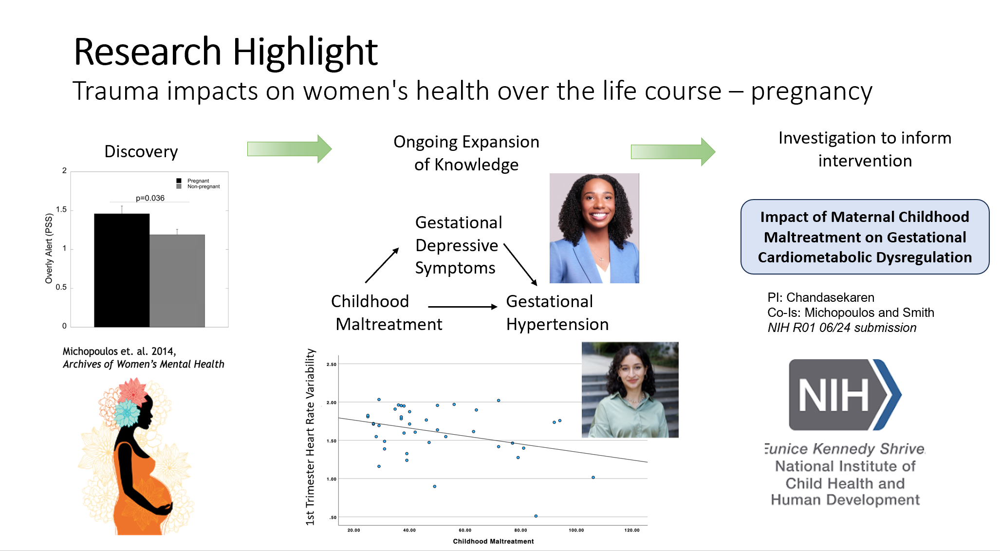 Research Highlight
Trauma impacts on women's health over the life course – pregnancy
Discovery
2
1.5
1
0.5
0
Overly Alert (PSS)
Pregnant
Non-pregnant
p=0.036
Michopoulos et. al. 2014,
Archives of Women's Mental Health
Ongoing Expansion
of Knowledge
Gestational
Depressive
Symptoms
Childhood
Maltreatment
Gestational
Hypertension
1st Trimester Heart Rate Variability
2.50
2.00
1.50
1.00
.50
20.00 40.00 60.00 80.00 100.00 120.00
Childhood Maltreatment
Investigation to inform
intervention
Impact of Maternal Childhood
Maltreatment on Gestational
Cardiometabolic Dysregulation
PI: Chandasekaren
Co-Is: Michopoulos and Smith
NIH R01 06/24 submission
NIH
Eunice Kennedy Shrive
National Institute of
Child Health and
Human Development